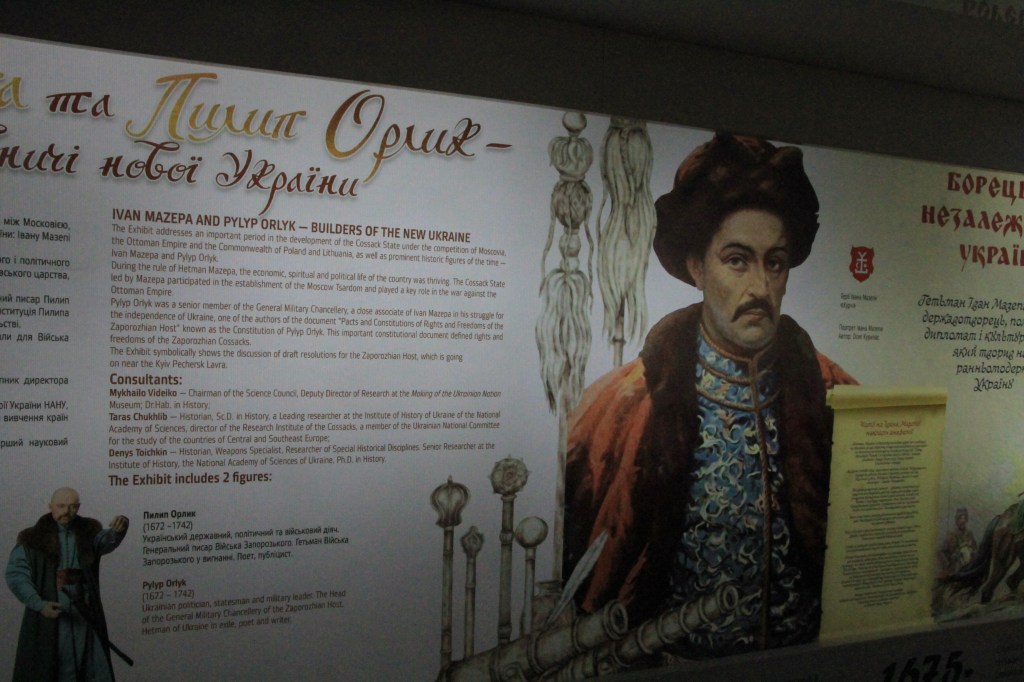 та Пилип Орлик –
нової України
між Московією,
Івану Мазепі
го і політичного
вського царства,
писар Пилип
нституція Пилипа
для Війська
директора
рії України НАНУ,
вивчення країн
науковий
IVAN MAZEPA AND PYLYP ORLYK — BUILDERS OF THE NEW UKRAINE
The Exhibit addresses an important period in the development of the Cossack State under the competition of Moscovia,
the Ottoman Empire and the Commonwealth of Poland and Lithuania, as well as prominent historic figures of the time —
Ivan Mazepa and Pylyp Orlyk.
During the rule of Hetman Mazepa, the economic, spiritual and political life of the country was thriving. The Cossack State
led by Mazepa participated in the establishment of the Moscow Tsardom and played a key role in the war against the
Ottoman Empire.
Pylyp Orlyk was a senior member of the General Military Chancellery, a close associate of Ivan Mazepa in his struggle for
the independence of Ukraine, one of the authors of the document "Pacts and Constitutions of Rights and Freedoms of the
Zaporozhian Host" known as the Constitution of Pylyp Orlyk. This important constitutional document defined rights and
freedoms of the Zaporozhian Cossacks.
The Exhibit symbolically shows the discussion of draft resolutions for the Zaporozhian Host, which is going
on near the Kyiv Pechersk Lavra.
Consultants:
Mykhailo Videiko — Chairman of the Science Council, Deputy Director of Research at the Making of the Ukrainian Nation
Museum; Dr.Hab. in History;
Taras Chukhlib — Historian, Sc.D. in History, a Leading researcher at the Institute of History of Ukraine of the National
Academy of Sciences, director of the Research Institute of the Cossacks, a member of the Ukrainian National Committee
for the study of the countries of Central and Southeast Europe;
Denys Toichkin — Historian, Weapons Specialist, Researcher of Special Historical Disciplines, Senior Researcher at the
Institute of History, the National Academy of Sciences of Ukraine. Ph.D. in History.
The Exhibit includes 2 figures:
Пилип Орлик
(1672 –1742)
Український державний, політичний та військовий діяч.
Генеральний писар Війська Запорозького. Гетьман Війська
Запорозького у вигнанні. Поет, публіцист.
Pylyp Orlyk
(1672 – 1742)
Ukrainian politician, statesman and military leader. The Head
of the General Military Chancellery of the Zaporozhian Host,
Hetman of Ukraine in exile, poet and writer.
БОРЕЦЬ
НЕЗАЛЕЖ
УКРАЇН
Гетьман Іван Мазеп
державотворець, пол
дипломат і культур
який творив на
ранньомодер
Україну
1675.